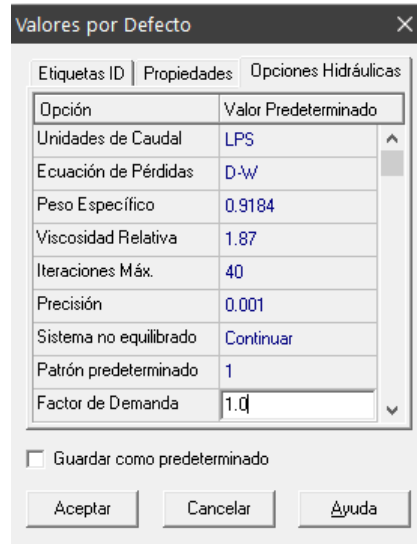 Valores por Defecto
Etiquetas ID Propiedades Opciones Hidráulicas
Opción Valor Predeterminado
Unidades de Caudal LPS
Ecuación de Pérdidas D-W
Peso Específico 0.9184
Viscosidad Relativa 1.87
Iteraciones Máx. 40
Precisión 0.001
Sistema no equilibrado Continuar
Patrón predeterminado 1
Factor de Demanda 1.0
Guardar como predeterminado
Aceptar Cancelar Ayuda